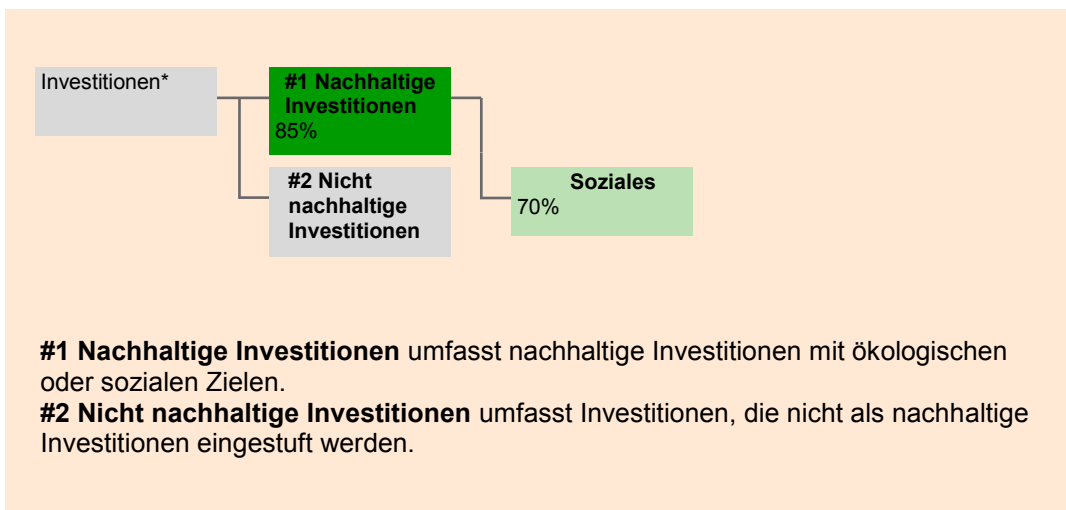 Investitionen*
#1 Nachhaltige
Investitionen
85%
#2 Nicht
nachhaltige
Investitionen
Soziales
70%
#1 Nachhaltige Investitionen umfasst nachhaltige Investitionen mit ökologischen
oder sozialen Zielen.
#2 Nicht nachhaltige Investitionen umfasst Investitionen, die nicht als nachhaltige
Investitionen eingestuft werden.